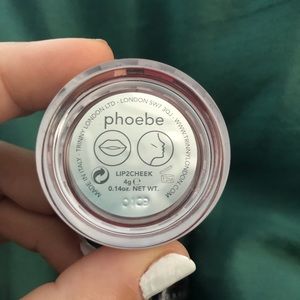 TRINNY LONDON LTD · LONDON SW7 3QJ · WWW.TRINNYLONDON.COM
MADE IN ITALY
phoebe
LIP2CHEEK
4g ℮
0.14oz. NET WT.